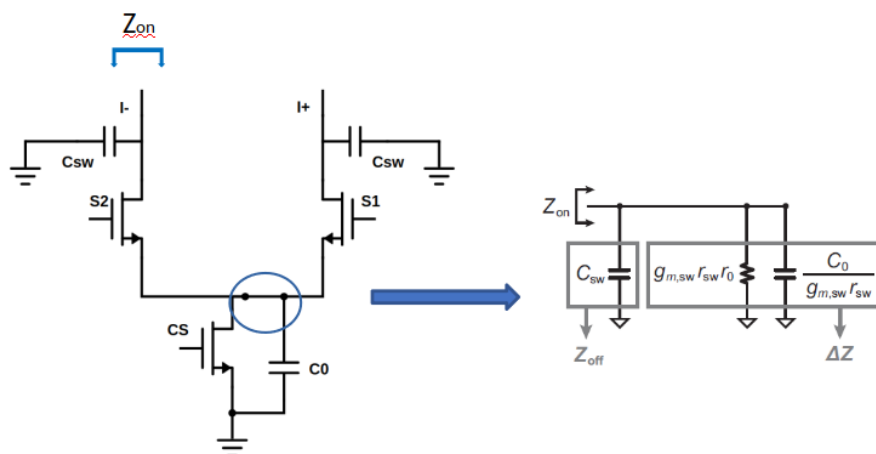 Zon
I-
I+
Csw
Csw
S2
S1
CS
C0
Zon
Csw
gm,sw rsw r0
C0
gm,sw rsw
Zoff
ΔZ